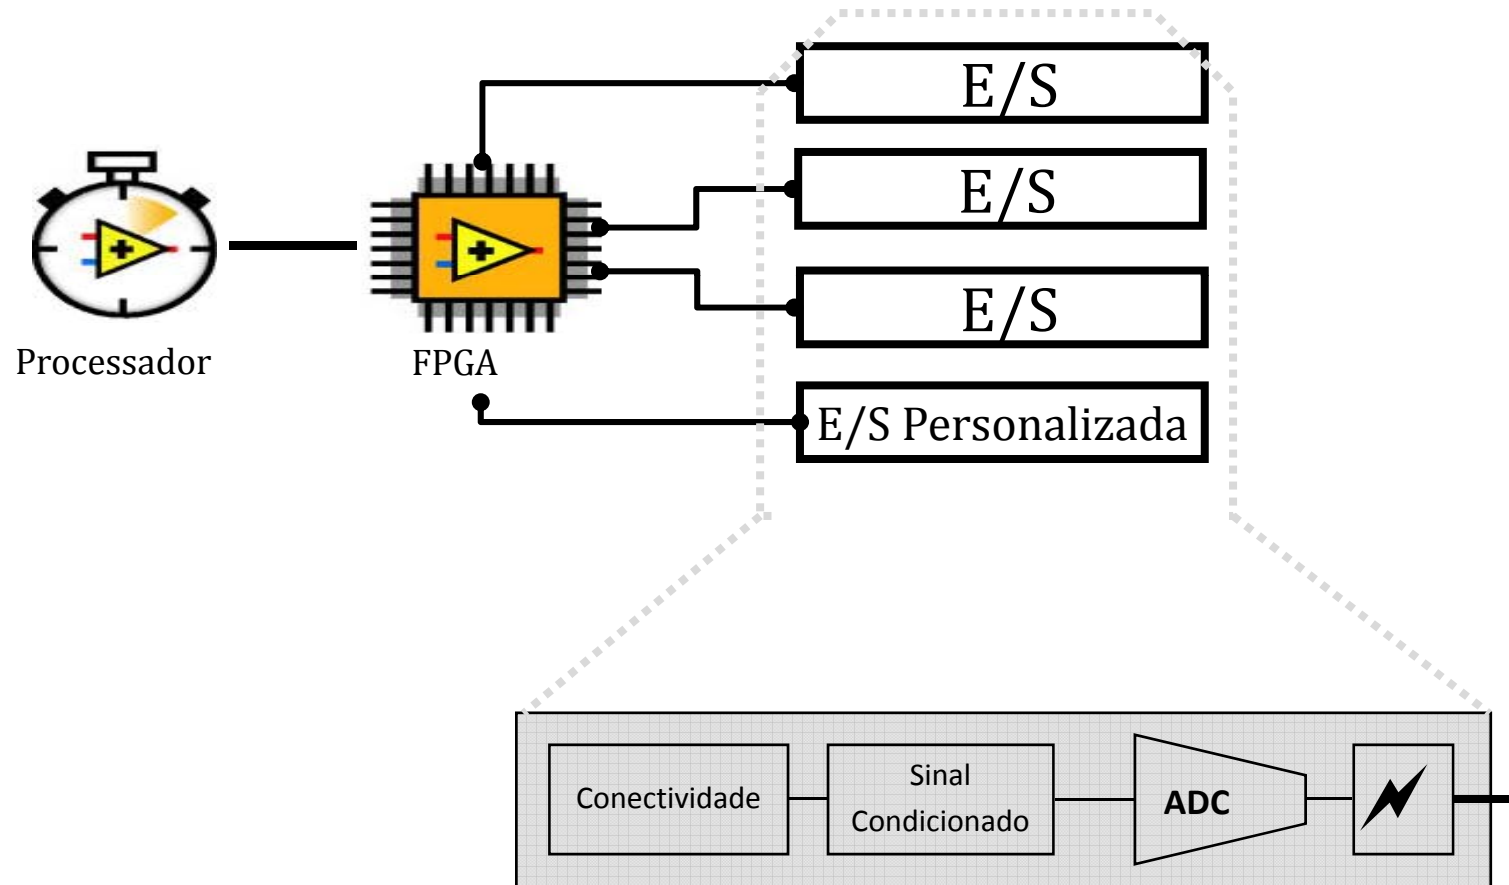 E/S
E/S
E/S
Processador
FPGA
E/S Personalizada
Conectividade
Sinal
Condicionado
ADC